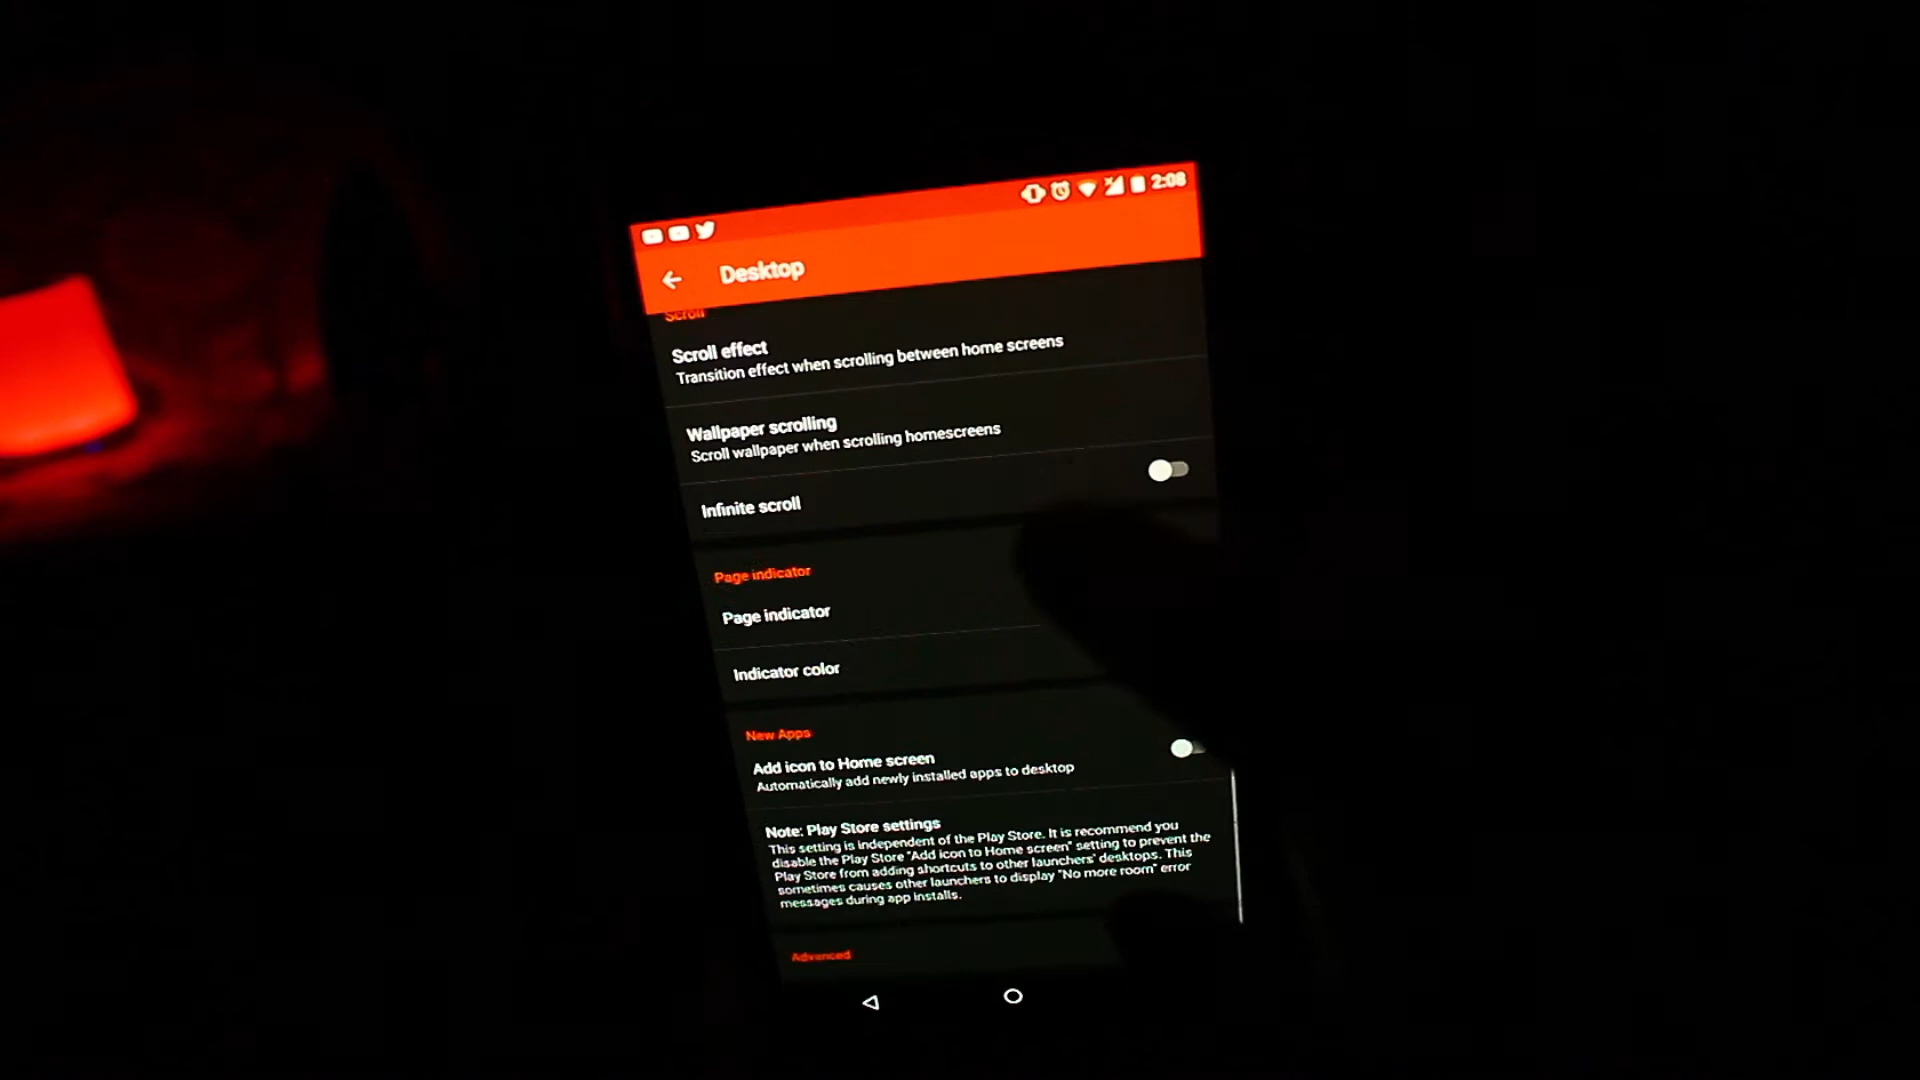 2:08
Desktop
Scroll
Scroll effect
Transition effect when scrolling between home screens
Wallpaper scrolling
Scroll wallpaper when scrolling homescreens
Infinite scroll
Page indicator
Page indicator
Indicator color
New Apps
Add icon to Home screen
Automatically add newly installed apps to desktop
Note: Play Store settings
This setting is independent of the Play Store. It is recommend you
disable the Play Store "Add icon to Home screen" setting to prevent the
Play Store from adding shortcuts to other launchers' desktops. This
sometimes causes other launchers to display "No more room" error
messages during app installs.
Advanced